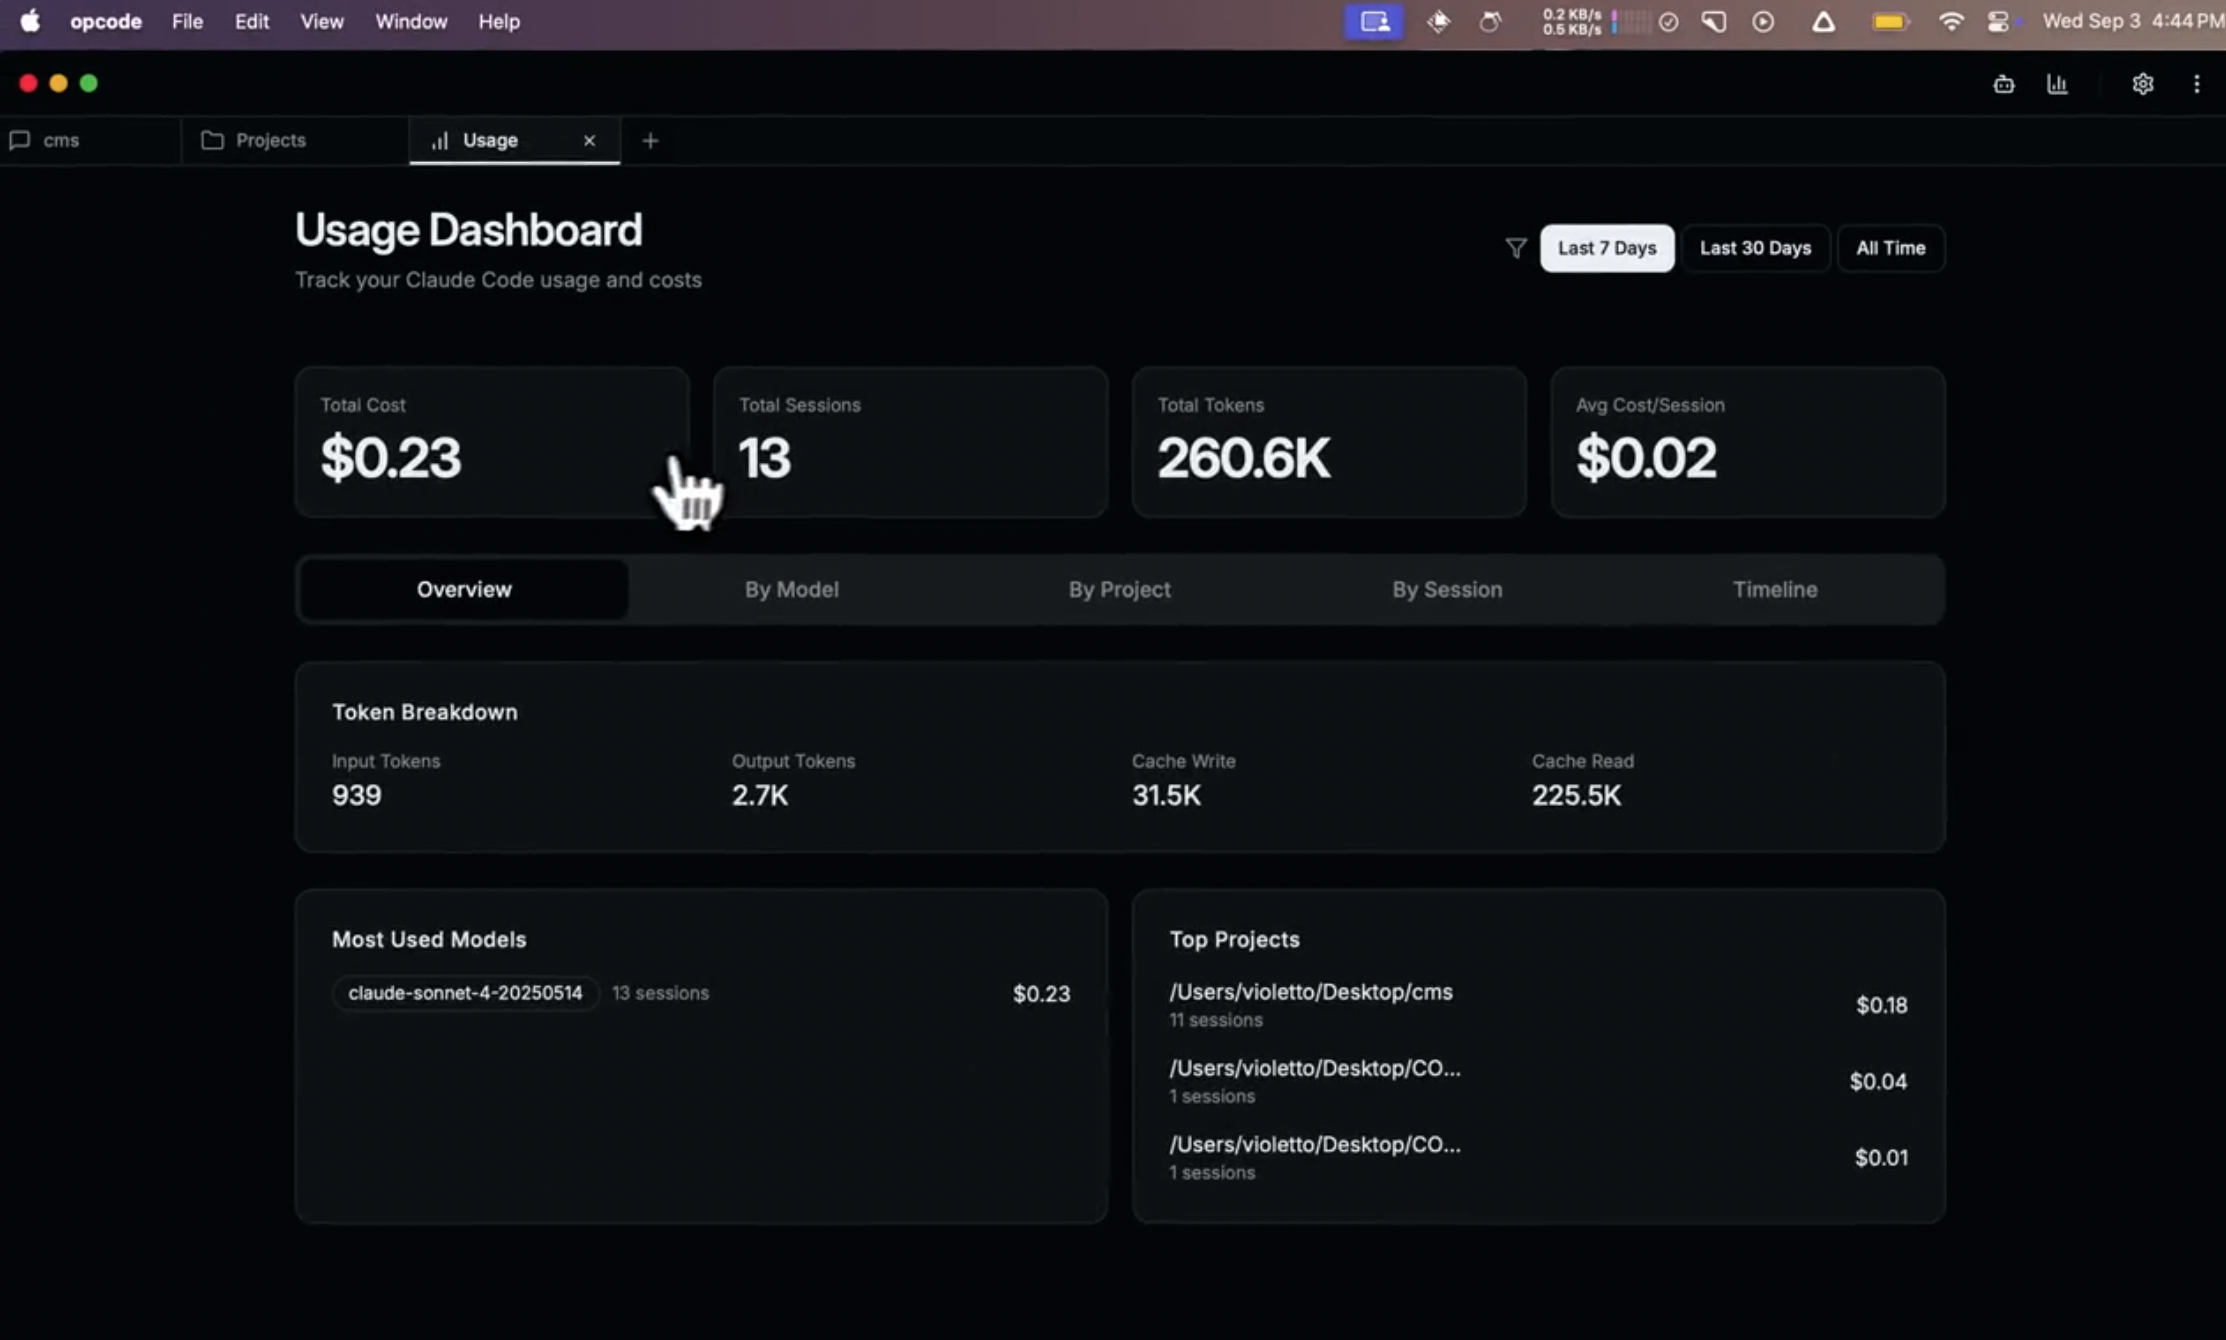 opcode File Edit View Window Help
0.2 KB/s
0.5 KB/s
Wed Sep 3 4:44 PM
cms
Projects
Usage
Usage Dashboard
Track your Claude Code usage and costs
Last 7 Days
Last 30 Days
All Time
Total Cost
$0.23
Total Sessions
13
Total Tokens
260.6K
Avg Cost/Session
$0.02
Overview
By Model
By Project
By Session
Timeline
Token Breakdown
Input Tokens
939
Output Tokens
2.7K
Cache Write
31.5K
Cache Read
225.5K
Most Used Models
claude-sonnet-4-20250514 13 sessions $0.23
Top Projects
/Users/violetto/Desktop/cms
11 sessions
$0.18
/Users/violetto/Desktop/CO...
1 sessions
$0.04
/Users/violetto/Desktop/CO...
1 sessions
$0.01